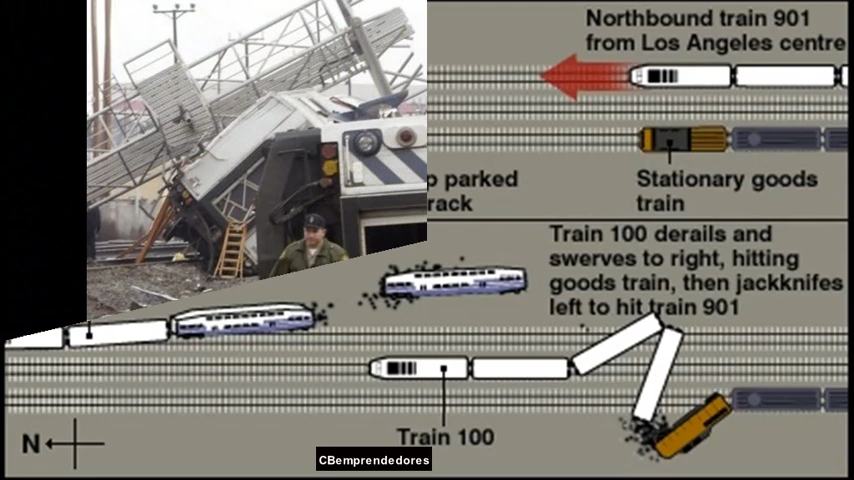 Northbound train 901
from Los Angeles centre
p parked
rack
Stationary goods
train
Train 100 derails and
swerves to right, hitting
goods train, then jackknifes
left to hit train 901
Train 100
N
CBemprendedores